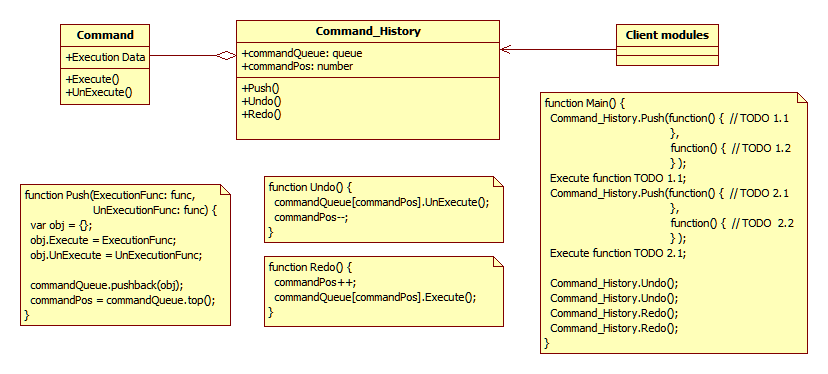 Command
+Execution Data
+Execute()
+UnExecute()
Command_History
+commandQueue: queue
+commandPos: number
+Push()
+Undo()
+Redo()
Client modules
function Push(ExecutionFunc: func,
UnExecutionFunc: func) {
var obj = {};
obj.Execute = ExecutionFunc;
obj.UnExecute = UnExecutionFunc;
commandQueue.pushback(obj);
commandPos = commandQueue.top();
}
function Undo() {
commandQueue[commandPos].UnExecute();
commandPos--;
}
function Redo() {
commandPos++;
commandQueue[commandPos].Execute();
}
function Main() {
Command_History.Push(function() { //TODO 1.1
},
function() { //TODO 1.2
} );
Execute function TODO 1.1;
Command_History.Push(function() { //TODO 2.1
},
function() { //TODO 2.2
} );
Execute function TODO 2.1;
Command_History.Undo();
Command_History.Undo();
Command_History.Redo();
Command_History.Redo();
}